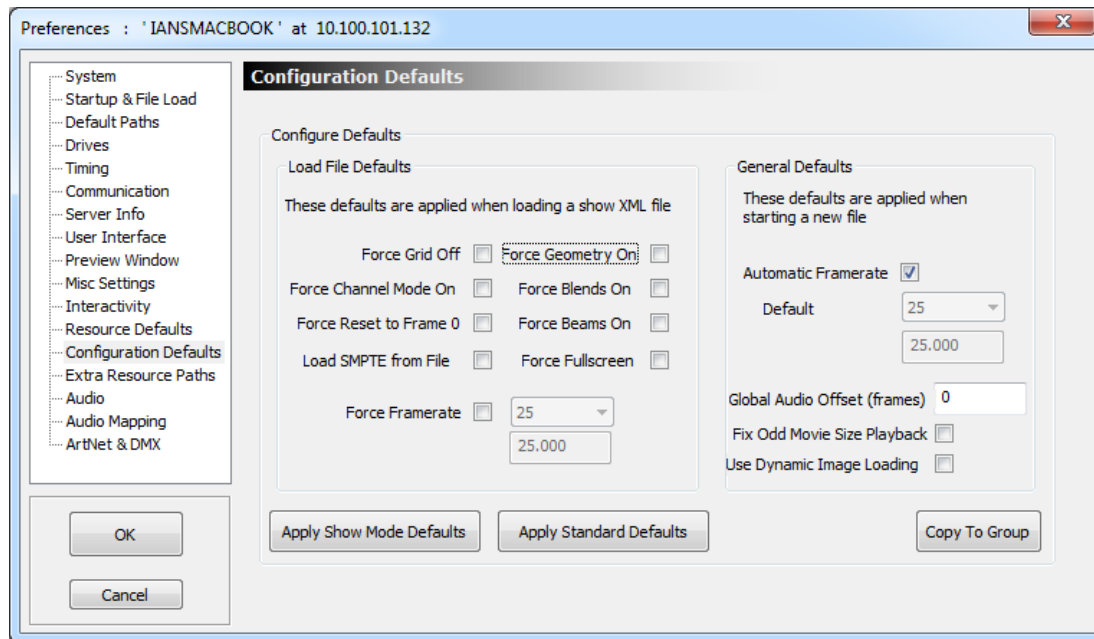 Preferences : ' IANSMACBOOK ' at 10.100.101.132
X
System
Startup & File Load
Default Paths
Drives
Timing
Communication
Server Info
User Interface
Preview Window
Misc Settings
Interactivity
Resource Defaults
Configuration Defaults
Extra Resource Paths
Audio
Audio Mapping
ArtNet & DMX
OK
Cancel
Configuration Defaults
Configure Defaults
Load File Defaults
These defaults are applied when loading a show XML file
Force Grid Off Force Geometry On
Force Channel Mode On Force Blends On
Force Reset to Frame 0 Force Beams On
Load SMPTE from File Force Fullscreen
Force Framerate 25
25.000
General Defaults
These defaults are applied when
starting a new file
Automatic Framerate
Default 25
25.000
Global Audio Offset (frames) 0
Fix Odd Movie Size Playback
Use Dynamic Image Loading
Apply Show Mode Defaults Apply Standard Defaults Copy To Group